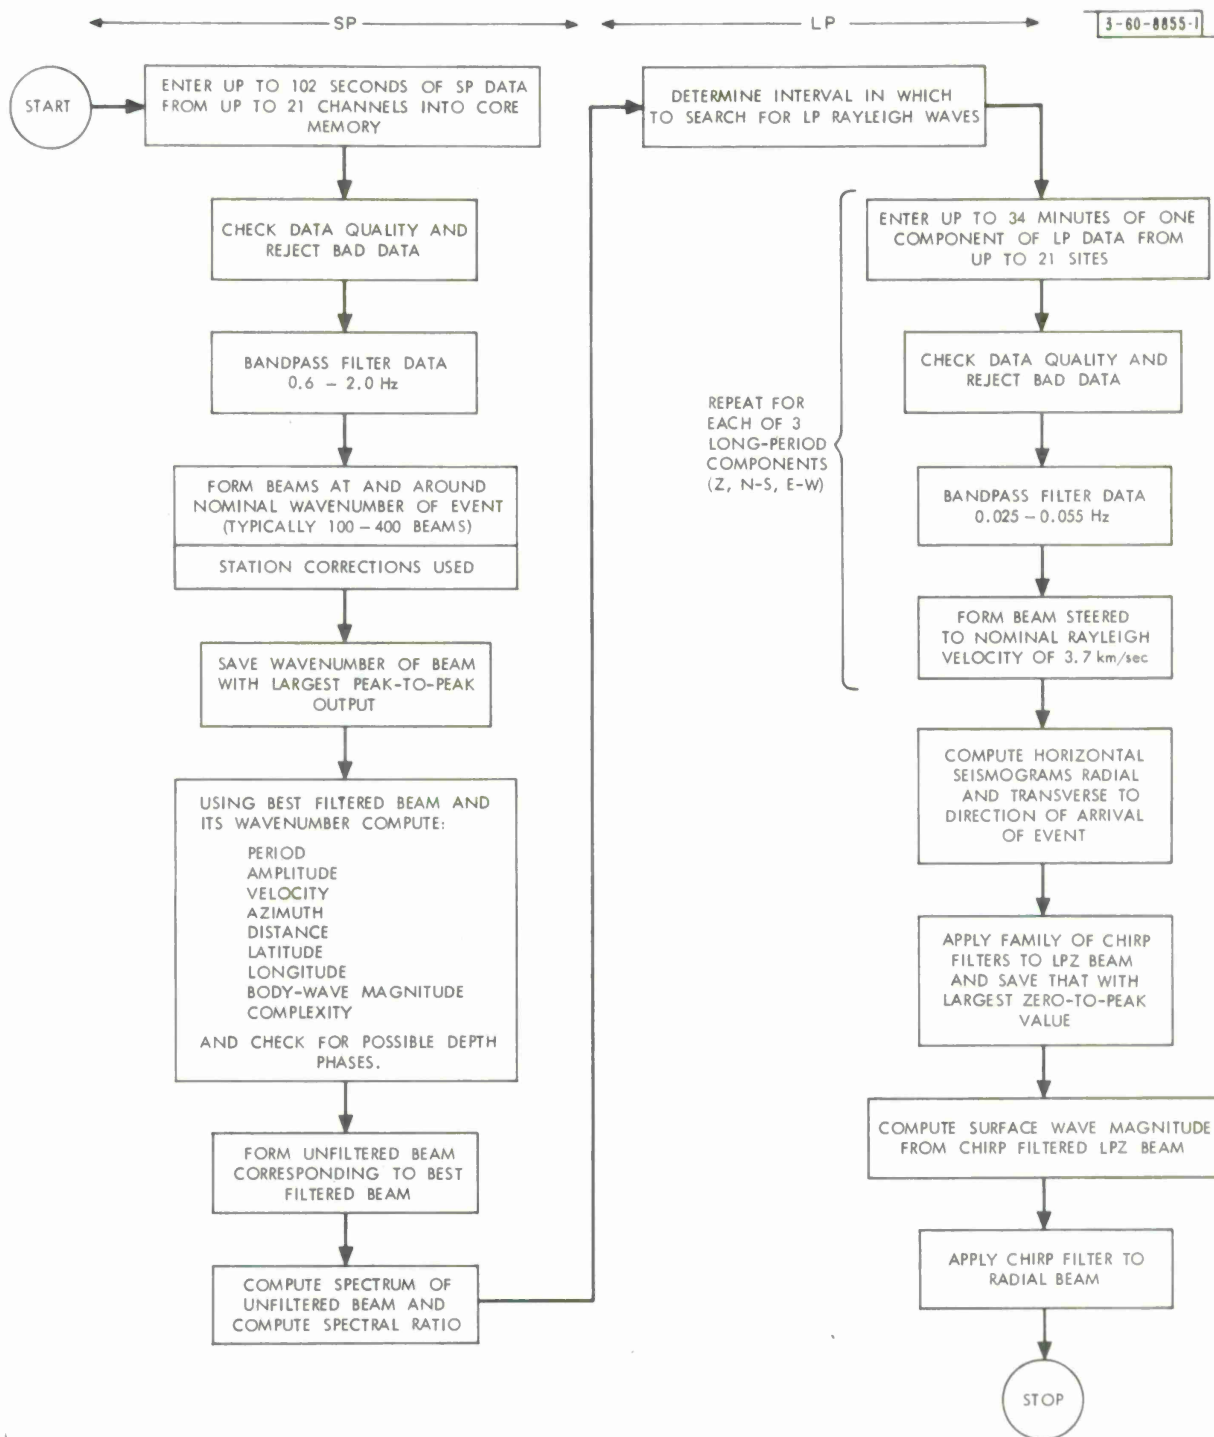 SP
LP
3-60-8855-1
START
ENTER UP TO 102 SECONDS OF SP DATA
FROM UP TO 21 CHANNELS INTO CORE
MEMORY
CHECK DATA QUALITY AND
REJECT BAD DATA
BANDPASS FILTER DATA
0.6 – 2.0 Hz
FORM BEAMS AT AND AROUND
NOMINAL WAVENUMBER OF EVENT
(TYPICALLY 100 – 400 BEAMS)
STATION CORRECTIONS USED
SAVE WAVENUMBER OF BEAM
WITH LARGEST PEAK-TO-PEAK
OUTPUT
USING BEST FILTERED BEAM AND
ITS WAVENUMBER COMPUTE:
PERIOD
AMPLITUDE
VELOCITY
AZIMUTH
DISTANCE
LATITUDE
LONGITUDE
BODY-WAVE MAGNITUDE
COMPLEXITY
AND CHECK FOR POSSIBLE DEPTH
PHASES.
FORM UNFILTERED BEAM
CORRESPONDING TO BEST
FILTERED BEAM
COMPUTE SPECTRUM OF
UNFILTERED BEAM AND
COMPUTE SPECTRAL RATIO
DETERMINE INTERVAL IN WHICH
TO SEARCH FOR LP RAYLEIGH WAVES
REPEAT FOR
EACH OF 3
LONG-PERIOD
COMPONENTS
(Z, N-S, E-W)
ENTER UP TO 34 MINUTES OF ONE
COMPONENT OF LP DATA FROM
UP TO 21 SITES
CHECK DATA QUALITY AND
REJECT BAD DATA
BANDPASS FILTER DATA
0.025 – 0.055 Hz
FORM BEAM STEERED
TO NOMINAL RAYLEIGH
VELOCITY OF 3.7 km/sec
COMPUTE HORIZONTAL
SEISMOGRAMS RADIAL
AND TRANSVERSE TO
DIRECTION OF ARRIVAL
OF EVENT
APPLY FAMILY OF CHIRP
FILTERS TO LPZ BEAM
AND SAVE THAT WITH
LARGEST ZERO-TO-PEAK
VALUE
COMPUTE SURFACE WAVE MAGNITUDE
FROM CHIRP FILTERED LPZ BEAM
APPLY CHIRP FILTER TO
RADIAL BEAM
STOP